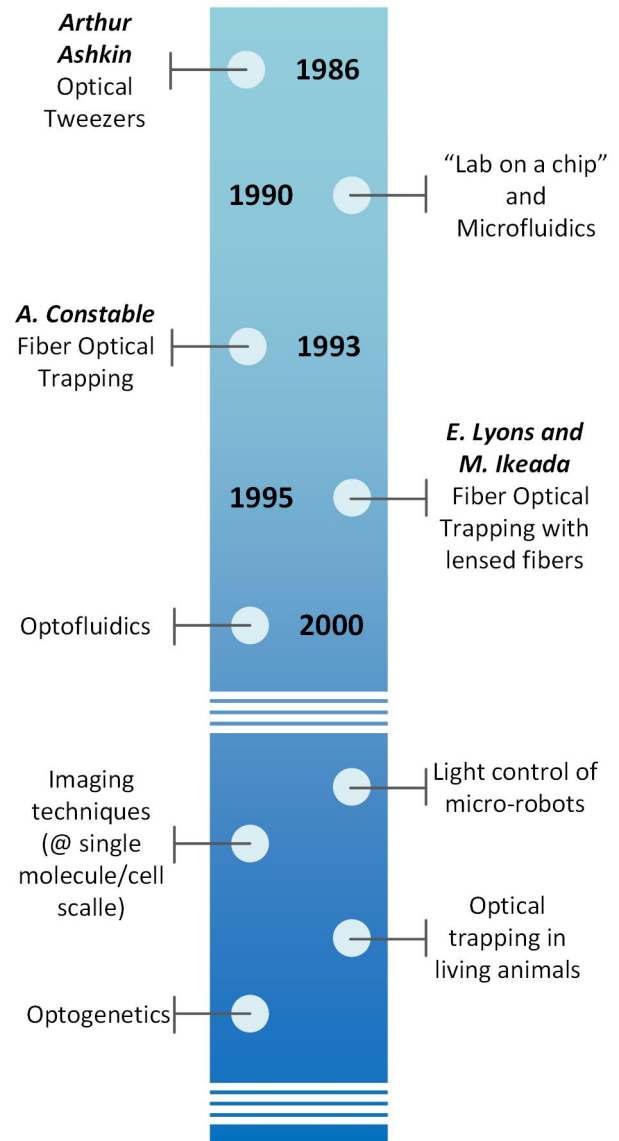 Arthur
Ashkin
Optical
Tweezers
1986
1990
“Lab on a chip”
and
Microfluidics
A. Constable
Fiber Optical
Trapping
1993
E. Lyons and
M. Ikeada
Fiber Optical
Trapping with
lensed fibers
1995
Optofluidics
2000
Light control of
micro-robots
Imaging
techniques
(@ single
molecule/cell
scalle)
Optical
trapping in
living animals
Optogenetics